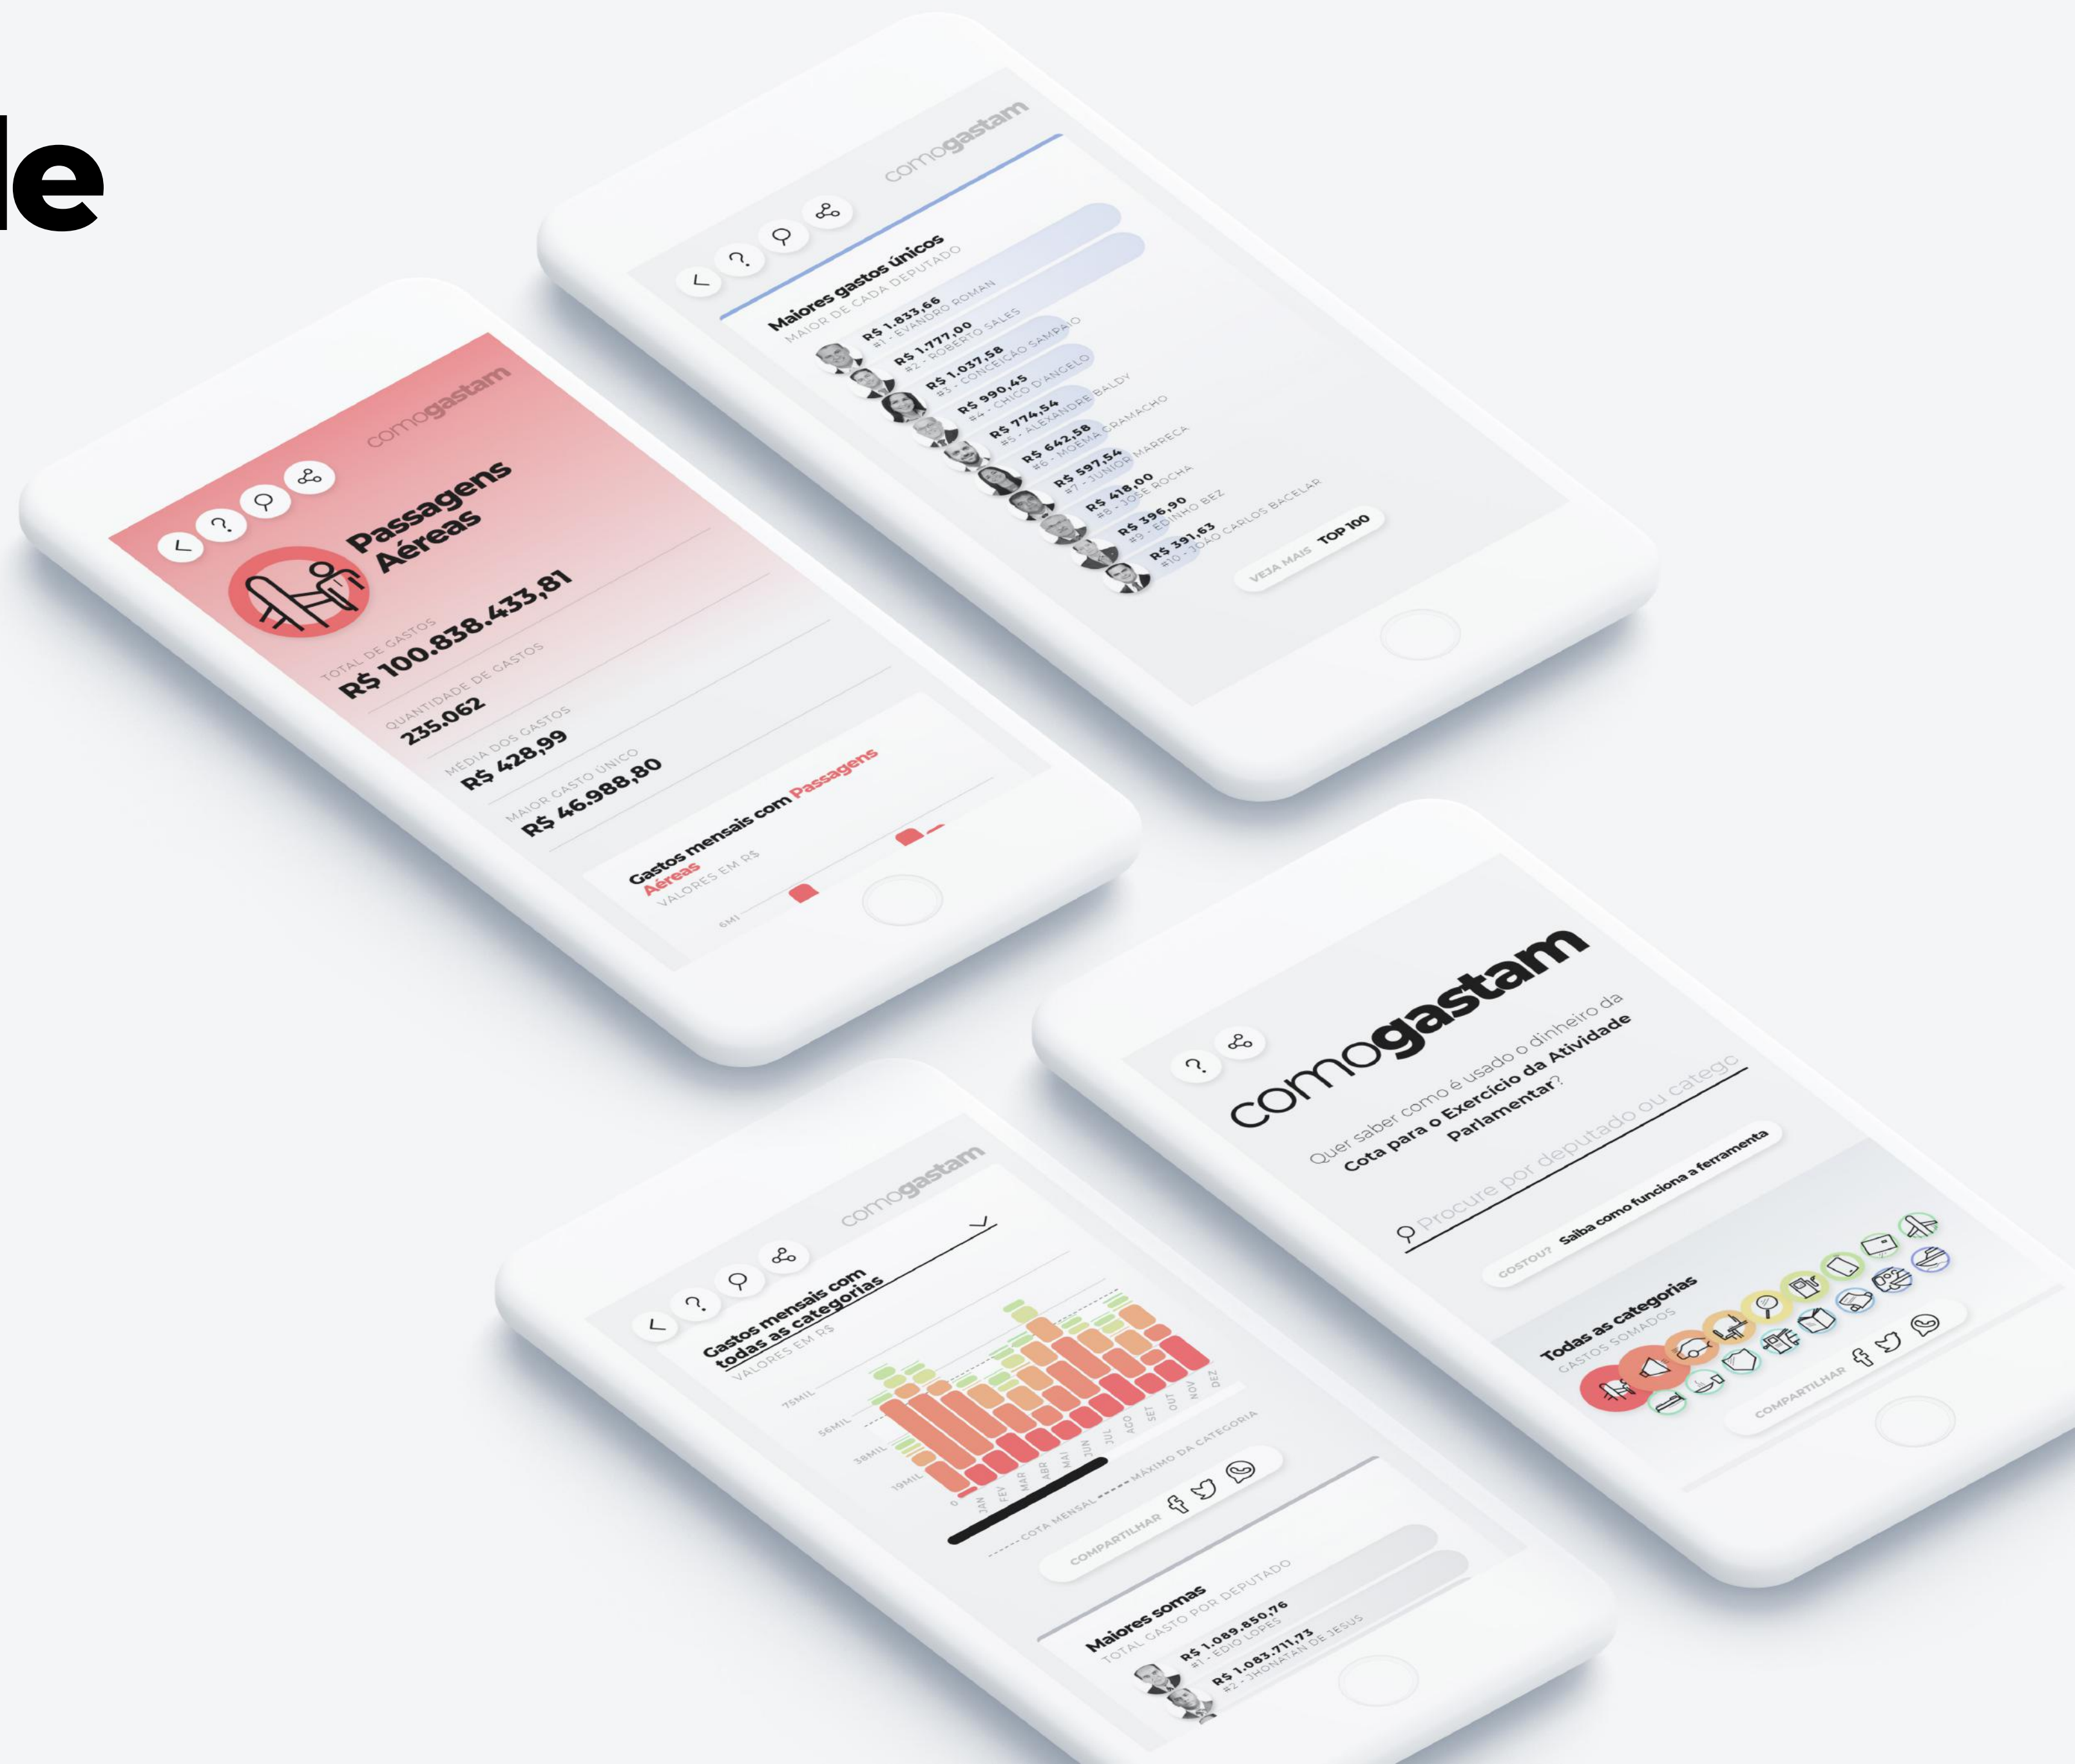 le
comogastam
Passagens
Aéreas
TOTAL DE GASTOS
R$ 100.838.433,81
QUANTIDADE DE GASTOS
235.062
MÉDIA DOS GASTOS
R$ 428,99
MAIOR GASTO ÚNICO
R$ 46.988,80
Gastos mensais com Passagens
Aéreas
VALORES EM R$
6MI
comogastam
Maiores gastos únicos
MAIOR DE CADA DEPUTADO
R$ 1.833,66
#1 - EVANDRO ROMAN
R$ 1.777,00
#2 - ROBERTO SALES
R$ 1.037,58
#3 - CONCEIÇÃO SAMPAIO
R$ 990,45
#4 - CHICO D'ANGELO
R$ 774,54
#5 - ALEXANDRE BALDY
R$ 642,58
#6 - MOEMA GRAMACHO
R$ 597,54
#7 - JUNIOR MARRECA
R$ 418,00
#8 - JOSÉ ROCHA
R$ 396,90
#9 - EDINHO BEZ
R$ 391,63
#10 - JOÃO CARLOS BACELAR
VEJA MAIS TOP 100
comogastam
Gastos mensais com
todas as categorias
VALORES EM R$
75MIL
56MIL
38MIL
19MIL
0
JAN
FEV
MAR
ABR
MAI
JUN
JUL
AGO
SET
OUT
NOV
DEZ
COTA MENSAL MÁXIMO DA CATEGORIA
COMPARTILHAR
Maiores somas
TOTAL GASTO POR DEPUTADO
R$ 1.089.850,76
#1 - EDIO LOPES
R$ 1.083.711,73
#2 - JHONATAN DE JESUS
comogastam
Quer saber como é usado o dinheiro da
Cota para o Exercício da Atividade
Parlamentar?
Procure por deputado ou catego
GOSTOU? Saiba como funciona a ferramenta
Todas as categorias
GASTOS SOMADOS
COMPARTILHAR